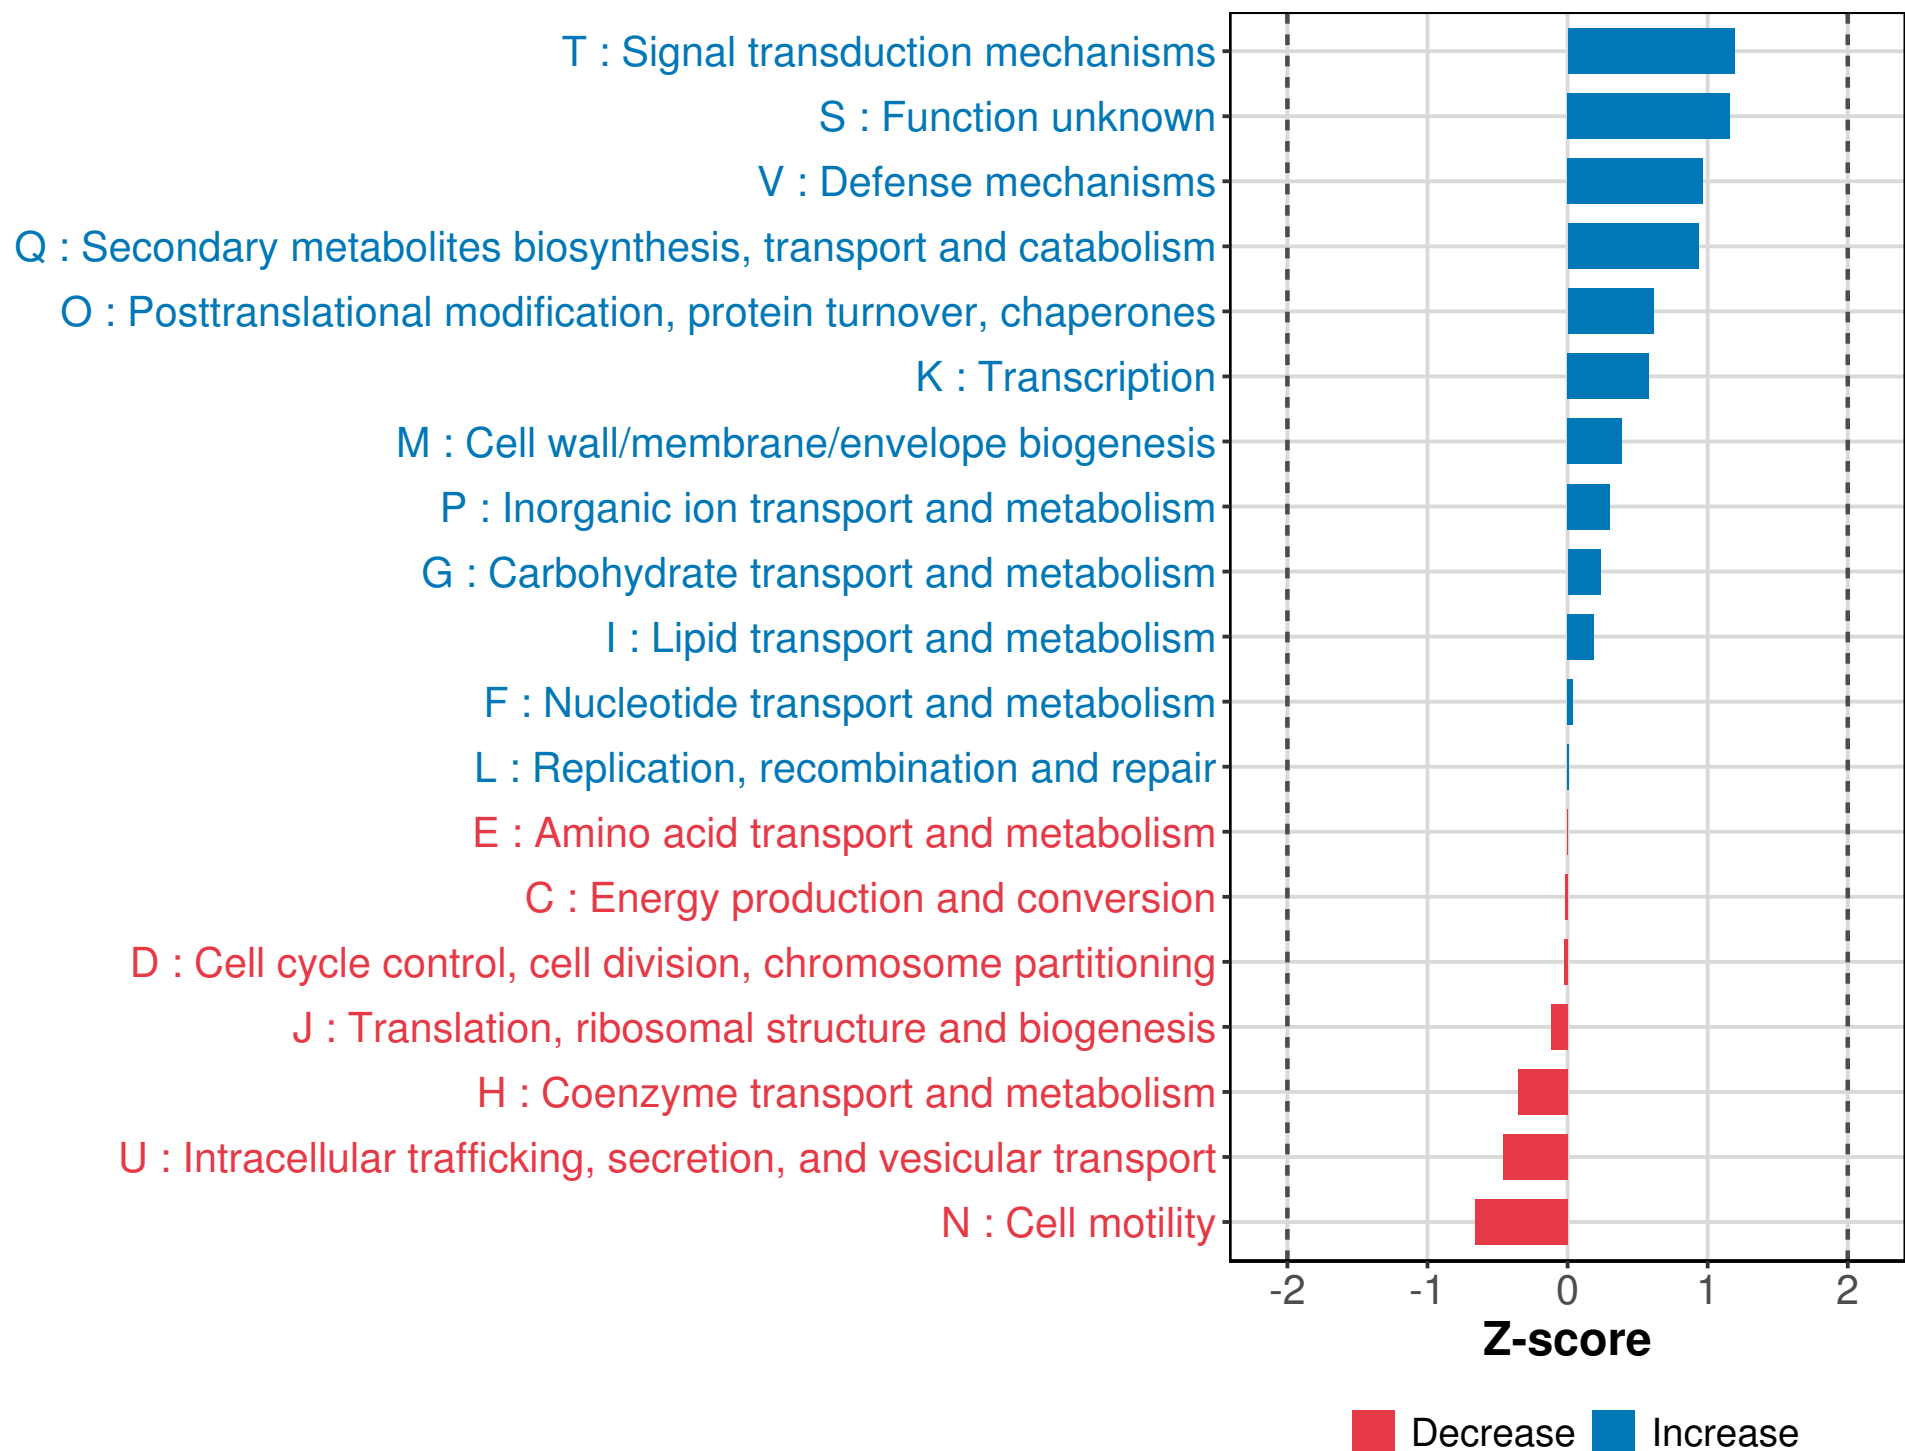 T : Signal transduction mechanisms
S : Function unknown
V : Defense mechanisms
Q : Secondary metabolites biosynthesis, transport and catabolism
O : Posttranslational modification, protein turnover, chaperones
K : Transcription
M : Cell wall/membrane/envelope biogenesis
P : Inorganic ion transport and metabolism
G : Carbohydrate transport and metabolism
I : Lipid transport and metabolism
F : Nucleotide transport and metabolism
L : Replication, recombination and repair
E : Amino acid transport and metabolism
C : Energy production and conversion
D : Cell cycle control, cell division, chromosome partitioning
J : Translation, ribosomal structure and biogenesis
H : Coenzyme transport and metabolism
U : Intracellular trafficking, secretion, and vesicular transport
N : Cell motility
-2 -1 0 1 2
Z-score
Decrease Increase